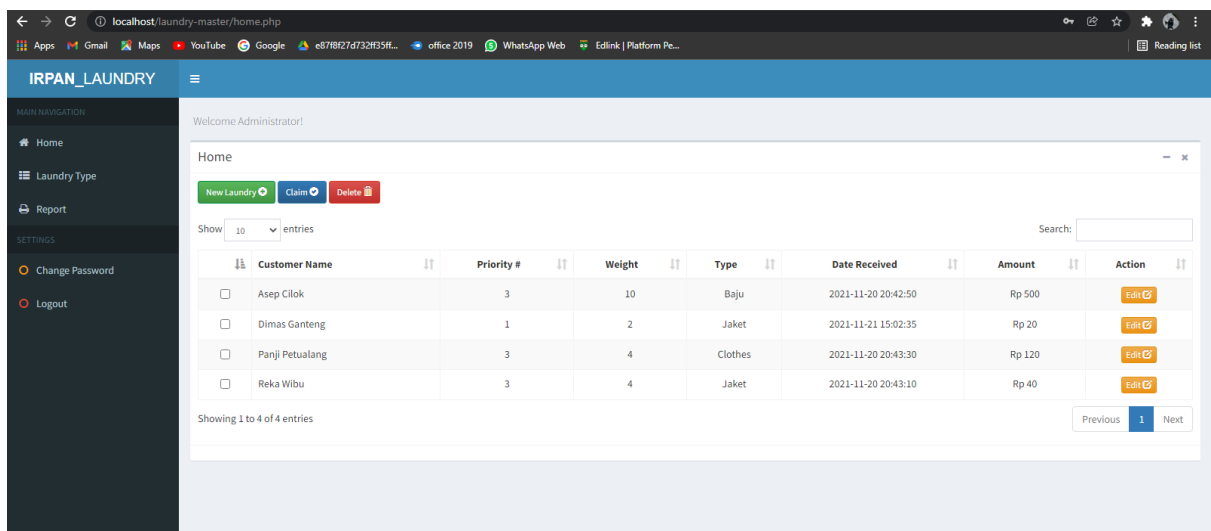 localhost/laundry-master/home.php
Apps Gmail Maps YouTube Google e87f8f27d732ff35ff... office 2019 WhatsApp Web Edlink | Platform Pe... Reading list
IRPAN_LAUNDRY
MAIN NAVIGATION
Home
Laundry Type
Report
SETTINGS
Change Password
Logout
Welcome Administrator!
Home
New Laundry Claim Delete
Show 10 entries Search:
Customer Name Priority # Weight Type Date Received Amount Action
Asep Cilok 3 10 Baju 2021-11-20 20:42:50 Rp 500 Edit
Dimas Ganteng 1 2 Jaket 2021-11-21 15:02:35 Rp 20 Edit
Panji Petualang 3 4 Clothes 2021-11-20 20:43:30 Rp 120 Edit
Reka Wibu 3 4 Jaket 2021-11-20 20:43:10 Rp 40 Edit
Showing 1 to 4 of 4 entries Previous 1 Next